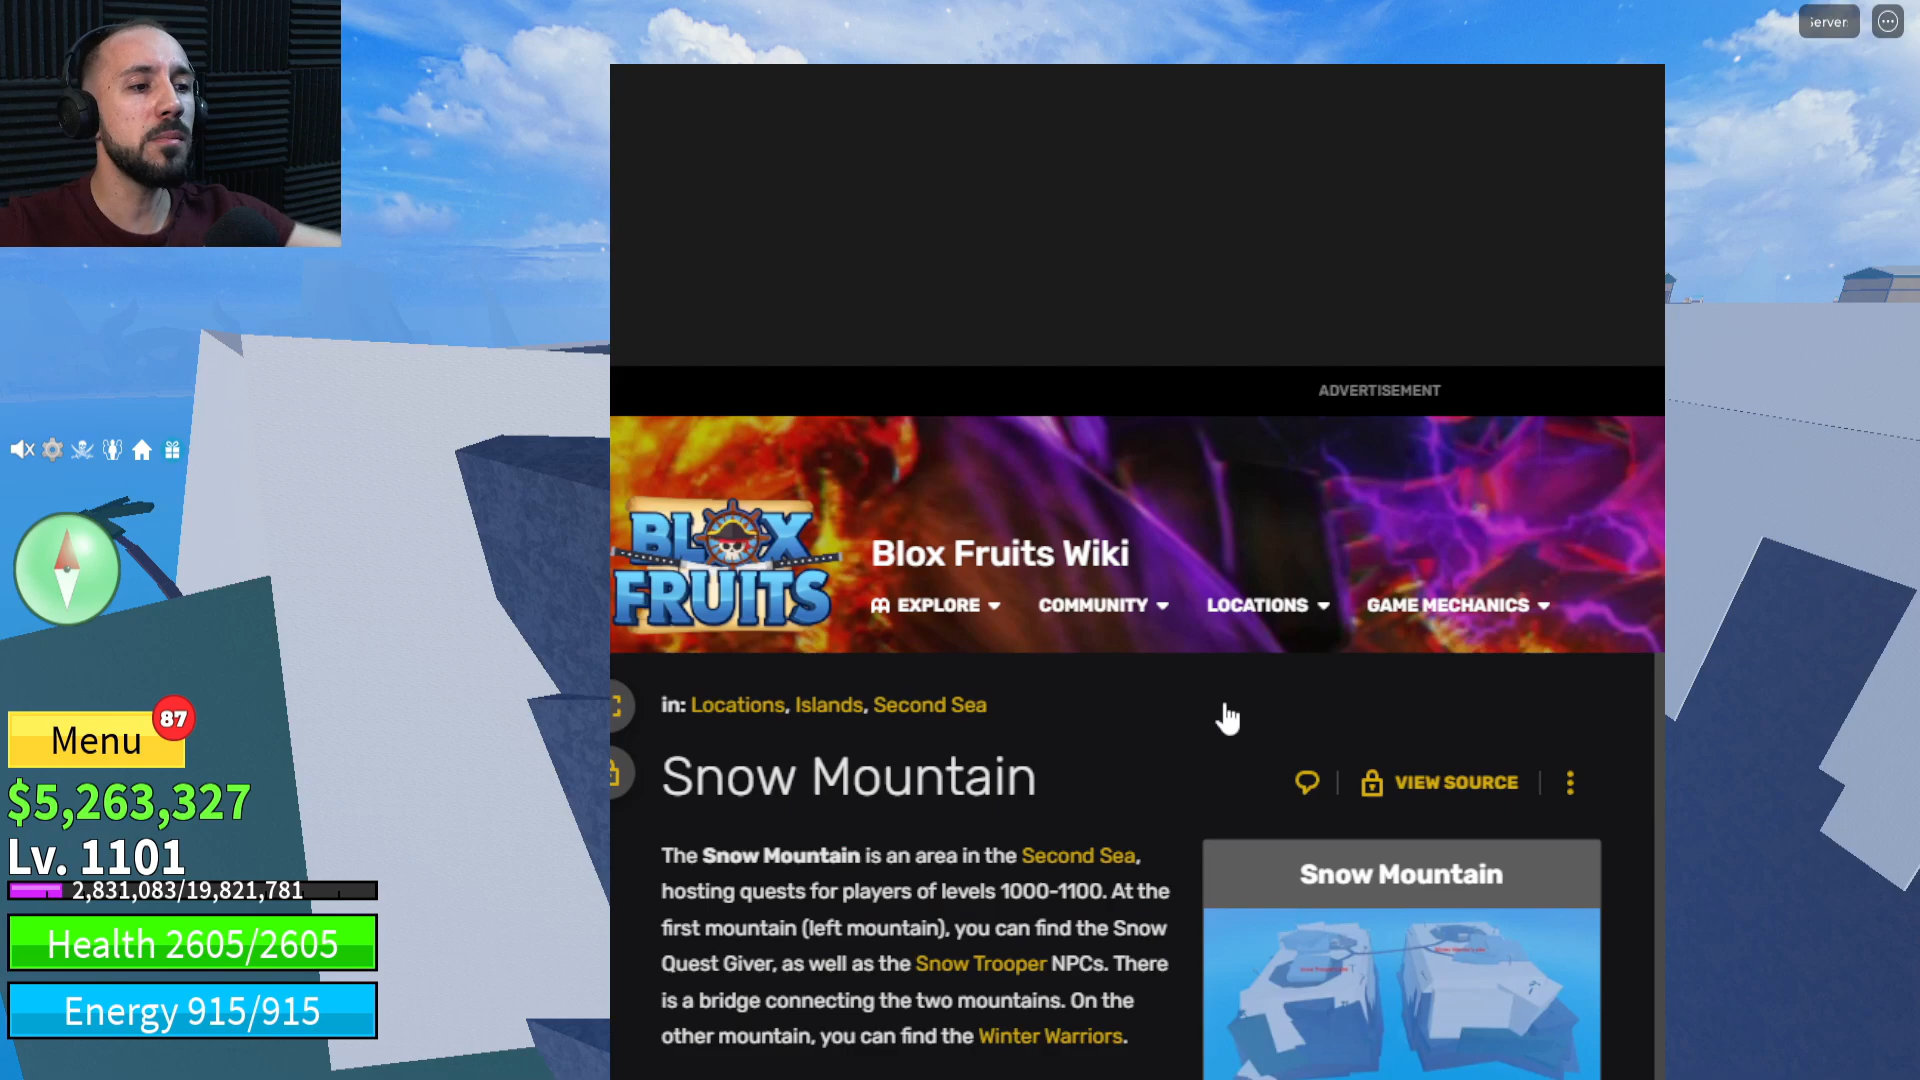 Server
ADVERTISEMENT
BLOX
FRUITS
Blox Fruits Wiki
EXPLORE
COMMUNITY
LOCATIONS
GAME MECHANICS
in: Locations, Islands, Second Sea
Snow Mountain
VIEW SOURCE
The Snow Mountain is an area in the Second Sea,
hosting quests for players of levels 1000-1100. At the
first mountain (left mountain), you can find the Snow
Quest Giver, as well as the Snow Trooper NPCs. There
is a bridge connecting the two mountains. On the
other mountain, you can find the Winter Warriors.
Snow Mountain
87
Menu
$5,263,327
Lv. 1101
2,831,083/19,821,781
Health 2605/2605
Energy 915/915